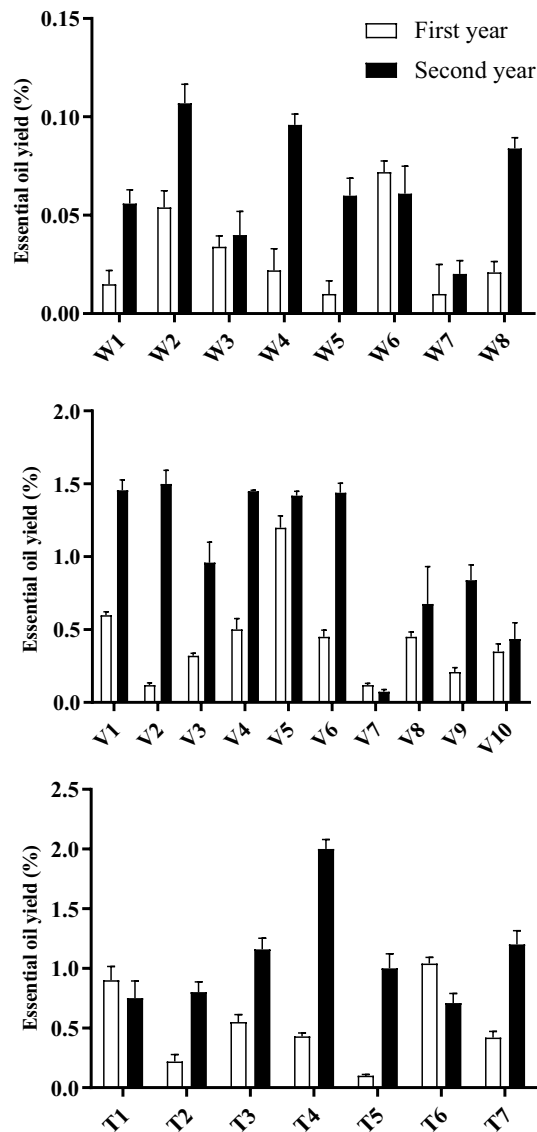 First year
Second year
Essential oil yield (%)
0.15
0.10
0.05
0.00
W1 W2 W3 W4 W5 W6 W7 W8
Essential oil yield (%)
2.0
1.5
1.0
0.5
0.0
V1 V2 V3 V4 V5 V6 V7 V8 V9 V10
Essential oil yield (%)
2.5
2.0
1.5
1.0
0.5
0.0
T1 T2 T3 T4 T5 T6 T7